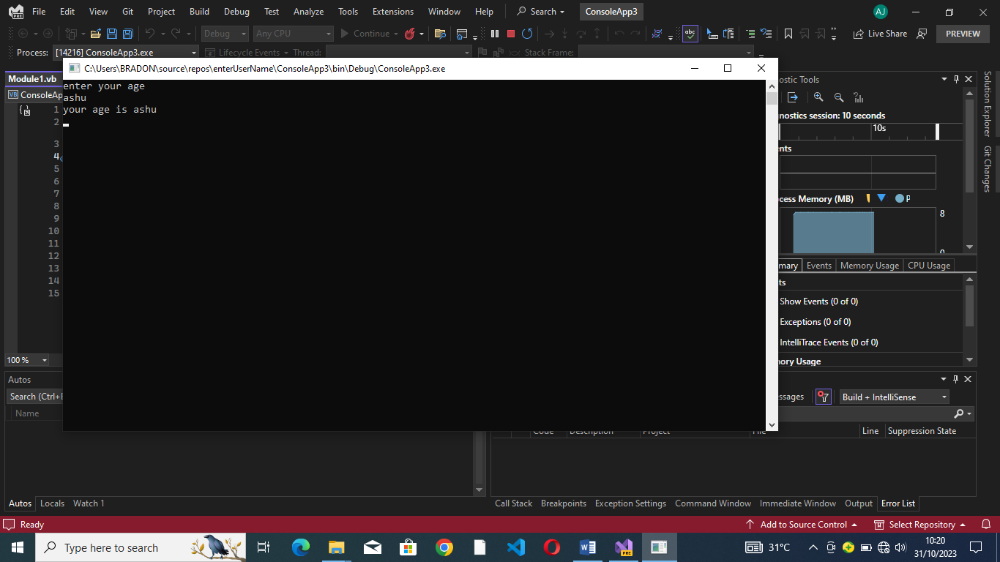 File Edit View Git Project Build Debug Test Analyze Tools Extensions Window Help Search ConsoleApp3 AJ
PRE
Debug Any CPU Continue abc Live Share PREVIEW
Process: [14216] ConsoleApp3.exe Lifecycle Events Thread: Stack Frame:
C:\Users\BRADON\source\repos\enterUserName\ConsoleApp3\bin\Debug\ConsoleApp3.exe
enter your age
ashu
your age is ashu
Module1.vb
VB ConsoleAp
1
2
3
4
5
6
7
8
9
10
11
12
13
14
15
100 %
ostic Tools
nostics session: 10 seconds
10s
nts
cess Memory (MB) P
8
0
mary Events Memory Usage CPU Usage
ts
Show Events (0 of 0)
Exceptions (0 of 0)
IntelliTrace Events (0 of 0)
ory Usage
Solution Explorer
Git Changes
Autos
Search (Ctrl+E
Name
Autos Locals Watch 1
ssages Build + IntelliSense
Code Description Project File Line Suppression State
Call Stack Breakpoints Exception Settings Command Window Immediate Window Output Error List
Ready Add to Source Control Select Repository
Type here to search PRE 31°C 10:20
31/10/2023